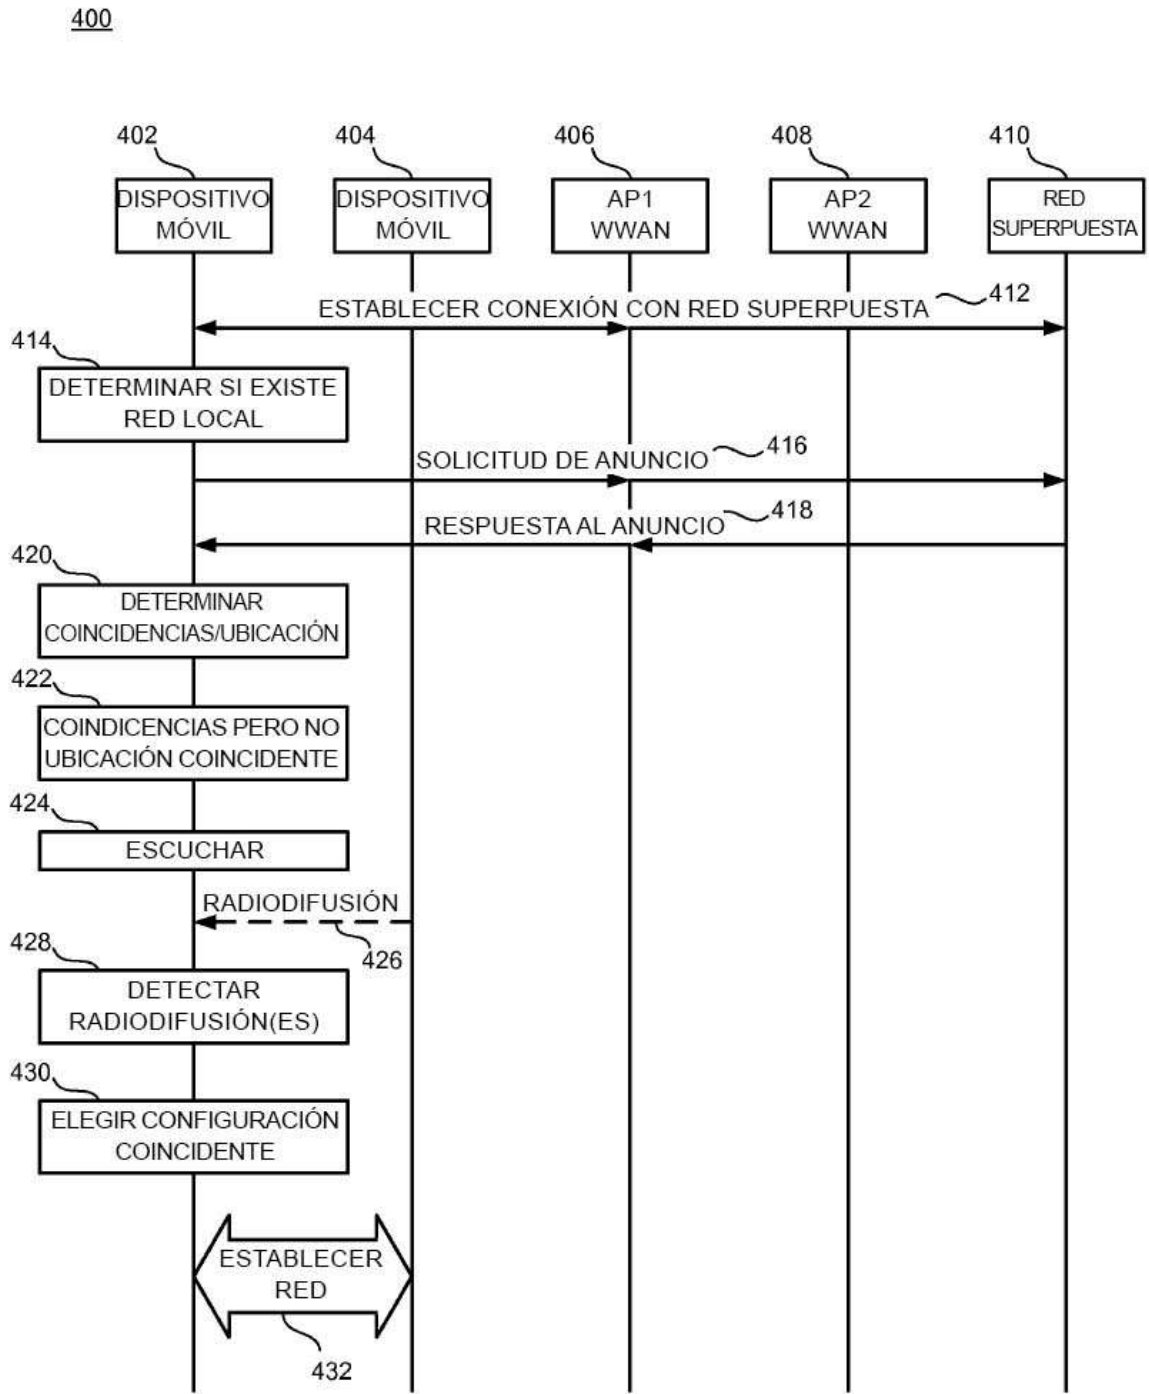 400
402
404
406
408
410
DISPOSITIVO
MÓVIL
DISPOSITIVO
MÓVIL
AP1
WWAN
AP2
WWAN
RED
SUPERPUESTA
ESTABLECER CONEXIÓN CON RED SUPERPUESTA
412
414
DETERMINAR SI EXISTE
RED LOCAL
SOLICITUD DE ANUNCIO
416
RESPUESTA AL ANUNCIO
418
420
DETERMINAR
COINCIDENCIAS/UBICACIÓN
422
COINDICENCIAS PERO NO
UBICACIÓN COINCIDENTE
424
ESCUCHAR
RADIODIFUSIÓN
426
428
DETECTAR
RADIODIFUSIÓN(ES)
430
ELEGIR CONFIGURACIÓN
COINCIDENTE
ESTABLECER
RED
432